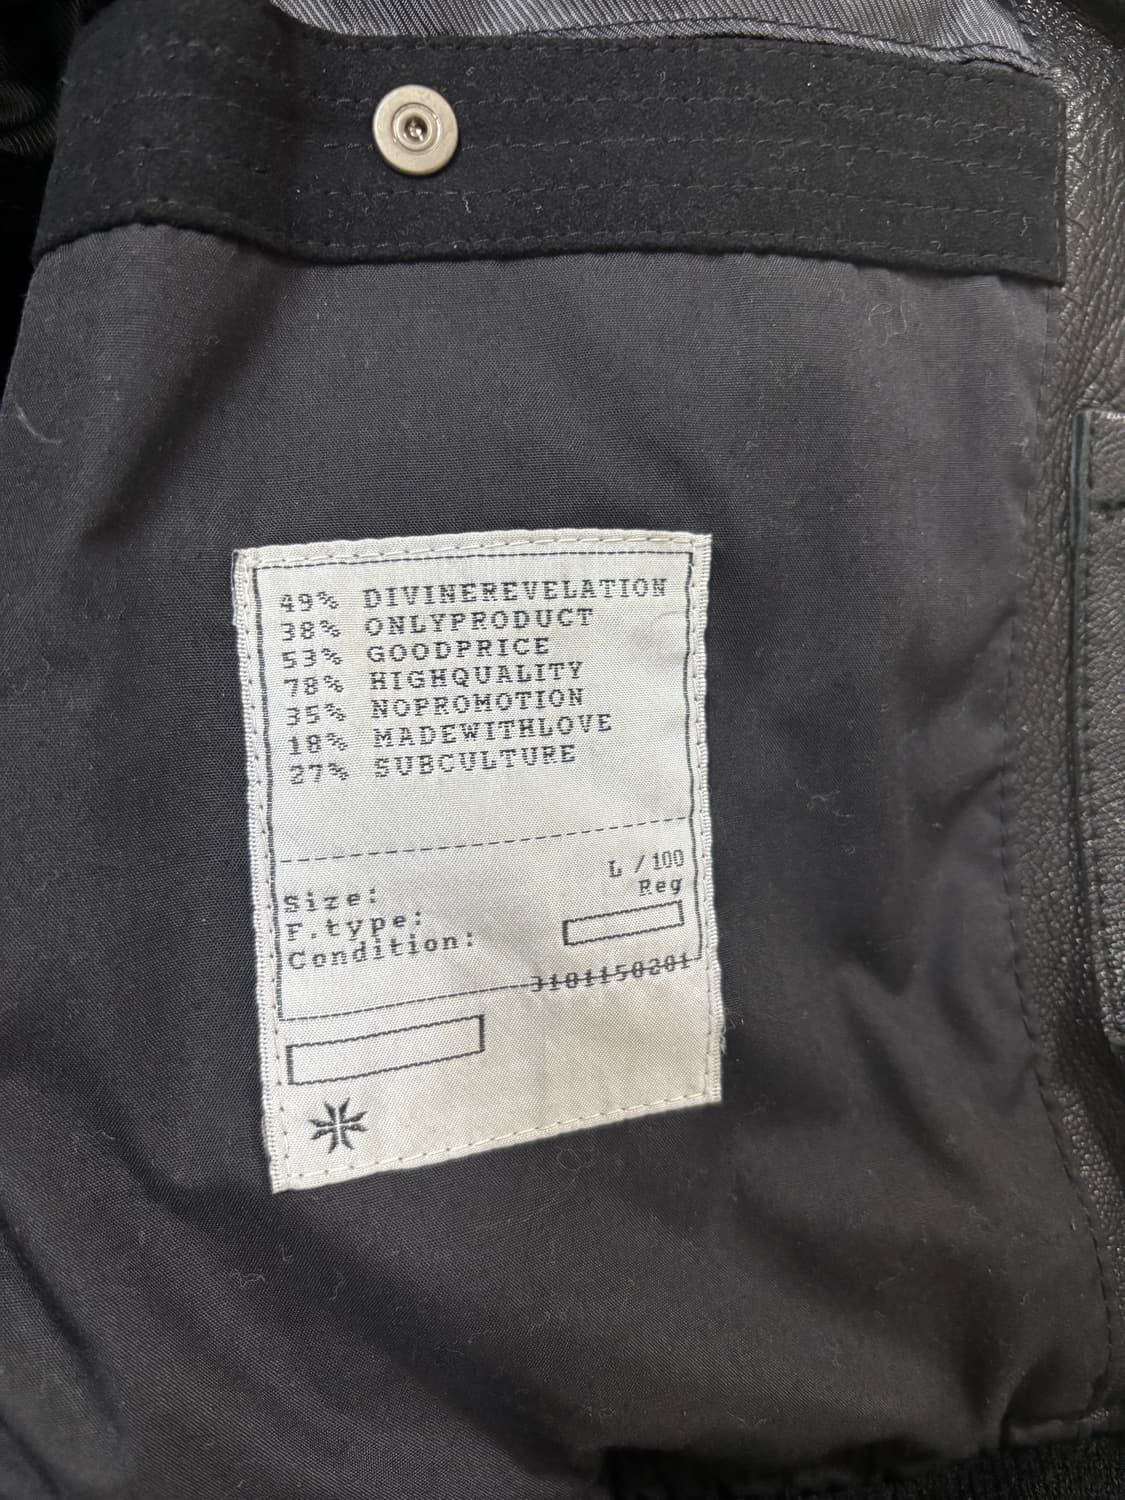 49% DIVINEREVELATION
38% ONLYPRODUCT
53% GOODPRICE
78% HIGHQUALITY
35% NOPROMOTION
18% MADEWITHLOVE
27% SUBCULTURE
Size: L / 100
F.type: Reg
Condition:
3101150201